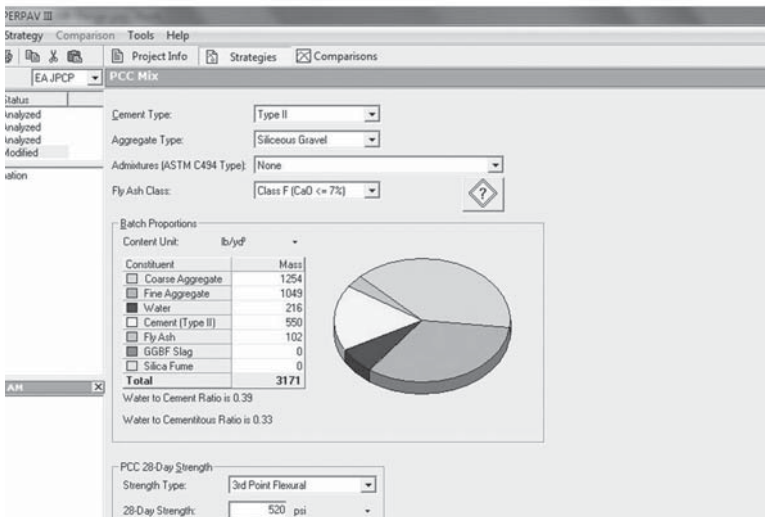 PERPAV III
Strategy Comparison Tools Help
Project Info Strategies Comparisons
EA JPCP PCC Mix
Status
Analyzed
Analyzed
Analyzed
Modified
Cement Type: Type II
Aggregate Type: Siliceous Gravel
Admixtures (ASTM C494 Type): None
Fly Ash Class: Class F (CaO <= 7%) ?
Batch Proportions
Content Unit: lb/yd³
Constituent Mass
Coarse Aggregate 1254
Fine Aggregate 1049
Water 216
Cement (Type II) 550
Fly Ash 102
GGBF Slag 0
Silica Fume 0
Total 3171
Water to Cement Ratio is 0.39
Water to Cementitous Ratio is 0.33
PCC 28-Day Strength
Strength Type: 3rd Point Flexural
28-Day Strength: 520 psi